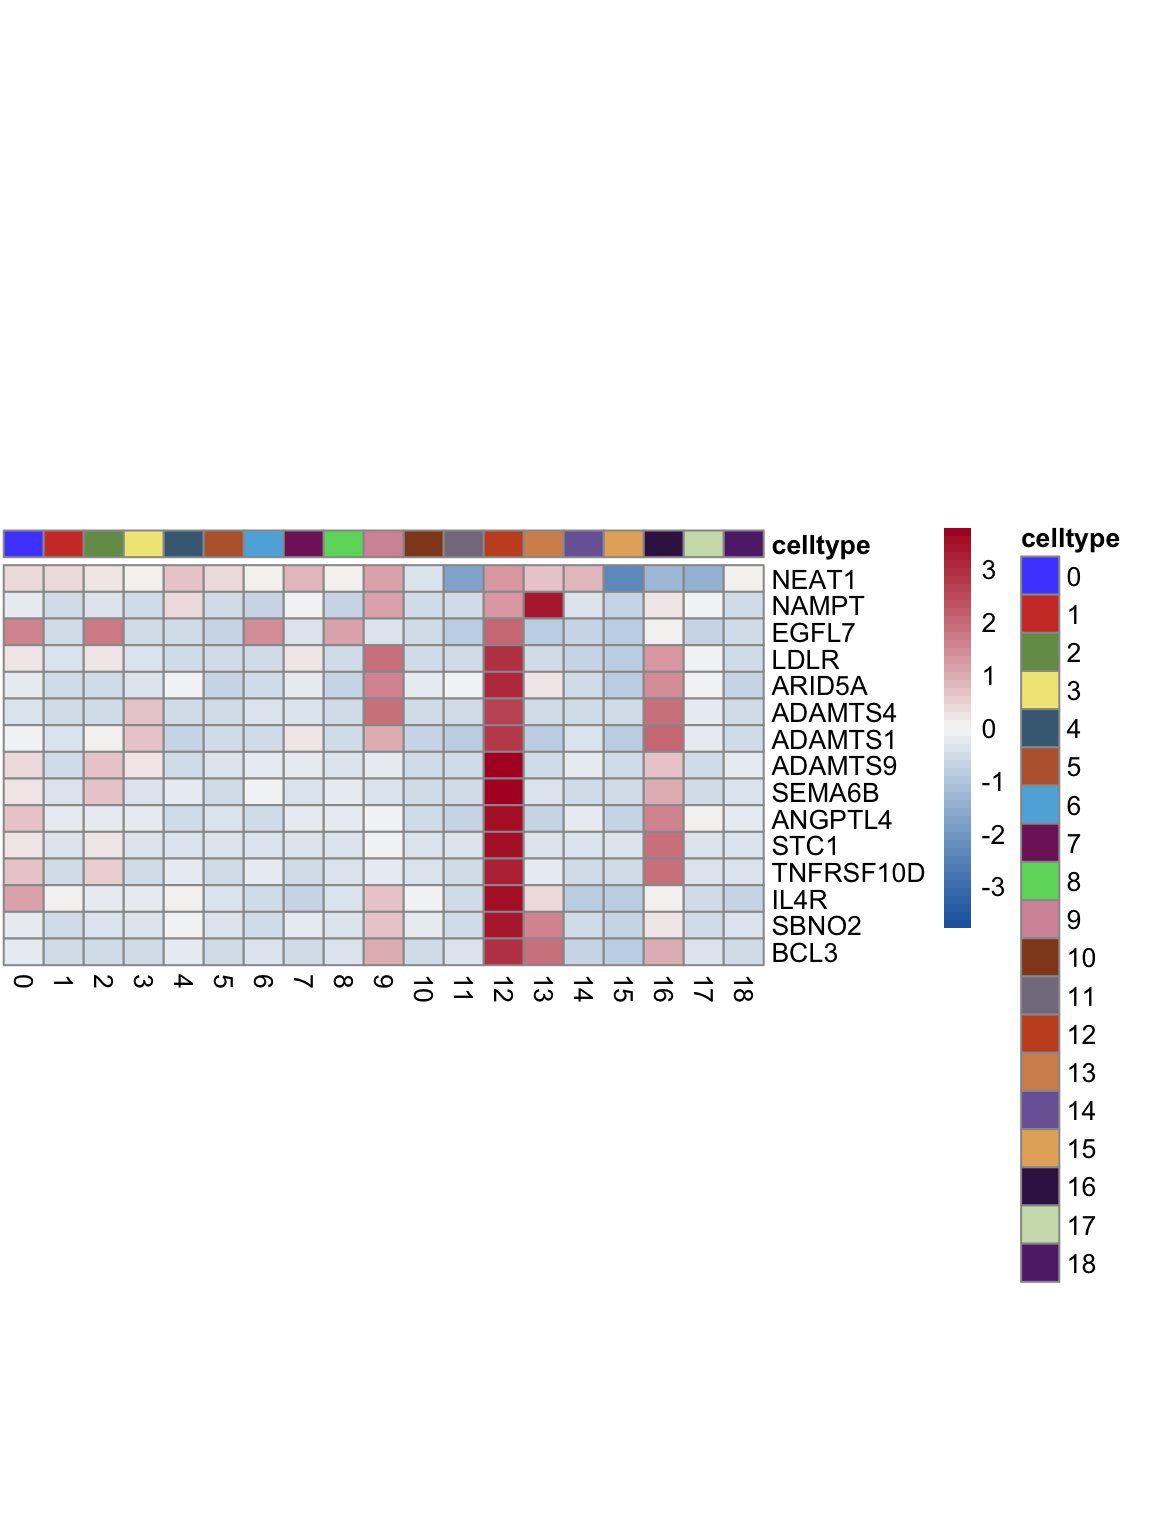 celltype
NEAT1
NAMPT
EGFL7
LDLR
ARID5A
ADAMTS4
ADAMTS1
ADAMTS9
SEMA6B
ANGPTL4
STC1
TNFRSF10D
IL4R
SBNO2
BCL3
0 1 2 3 4 5 6 7 8 9 10 11 12 13 14 15 16 17 18
3
2
1
0
-1
-2
-3
celltype
0
1
2
3
4
5
6
7
8
9
10
11
12
13
14
15
16
17
18